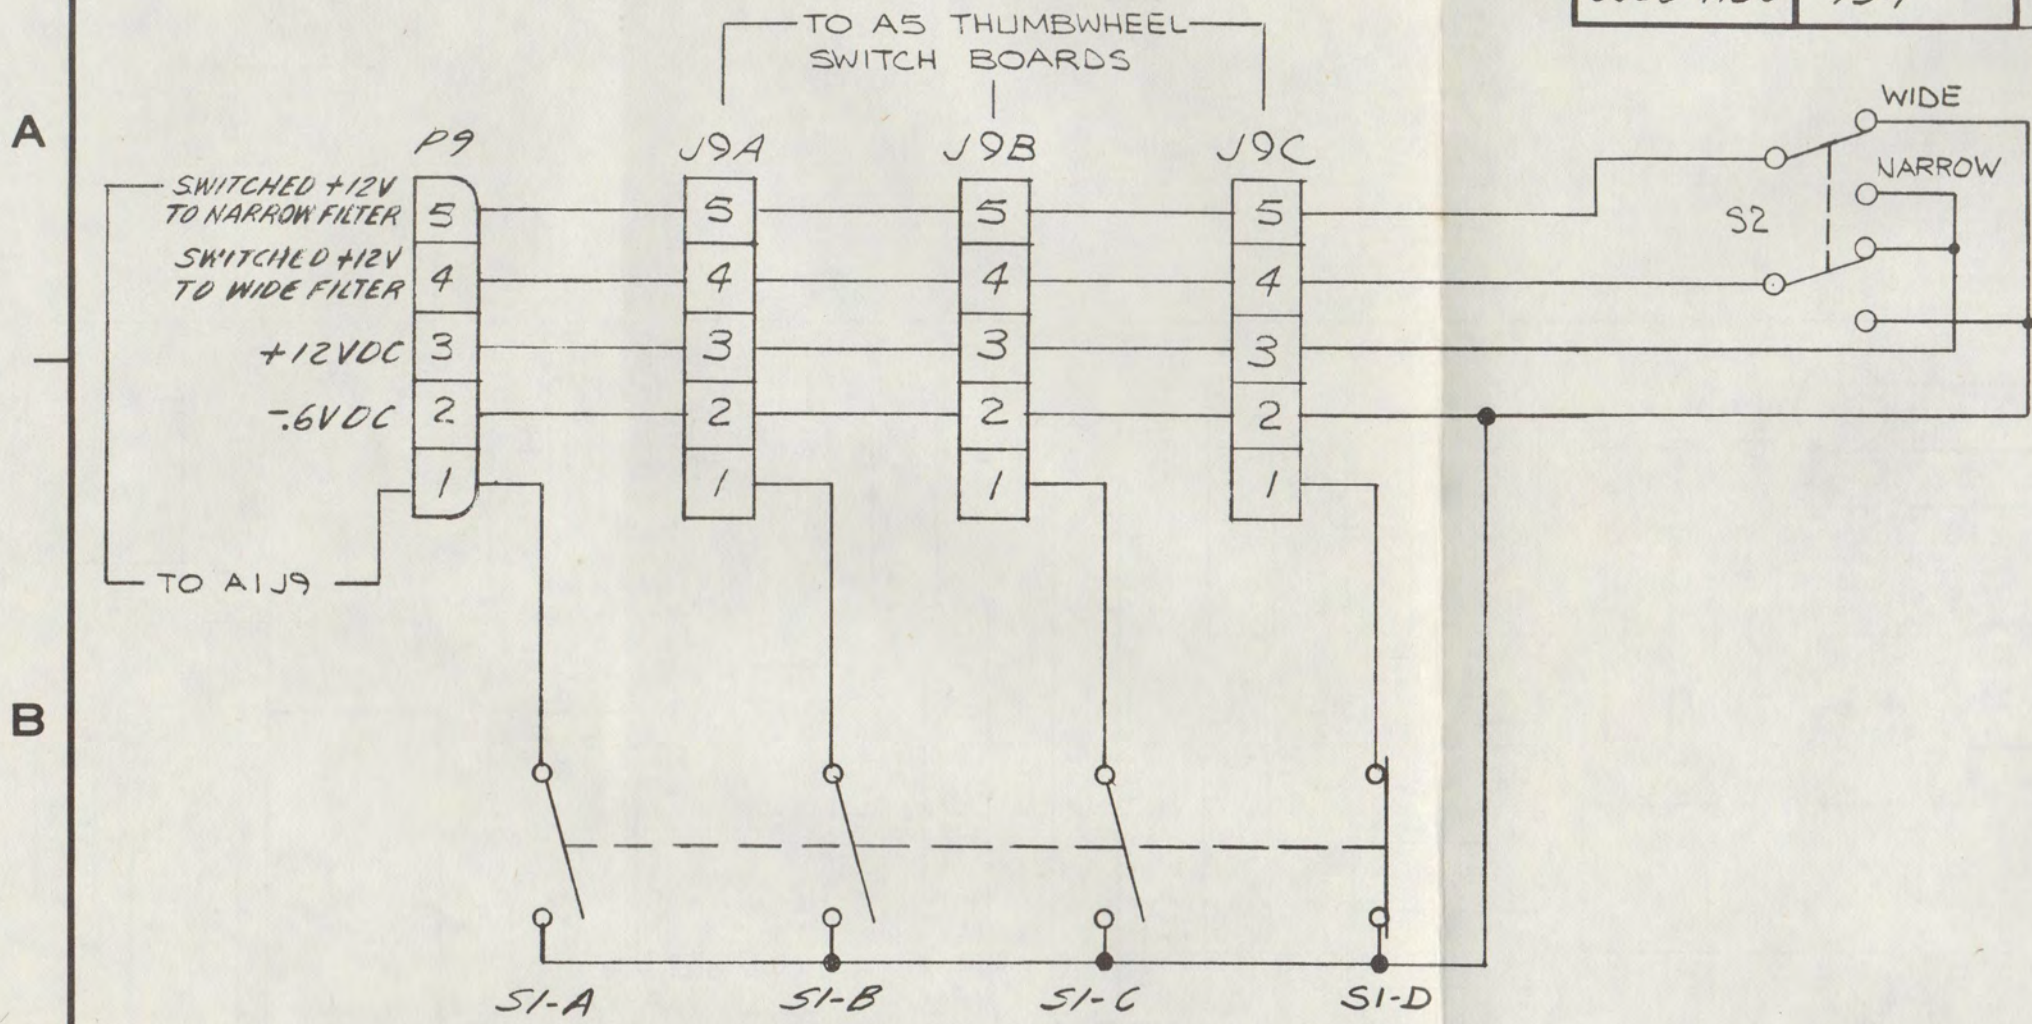 TO A5 THUMBWHEEL
SWITCH BOARDS
A
P9
J9A
J9B
J9C
WIDE
NARROW
S2
SWITCHED +12V
TO NARROW FILTER
5
5
5
5
SWITCHED +12V
TO WIDE FILTER
4
4
4
4
+12VDC
3
3
3
3
-.6VDC
2
2
2
2
1
1
1
1
TO A1J9
B
S1-A
S1-B
S1-C
S1-D